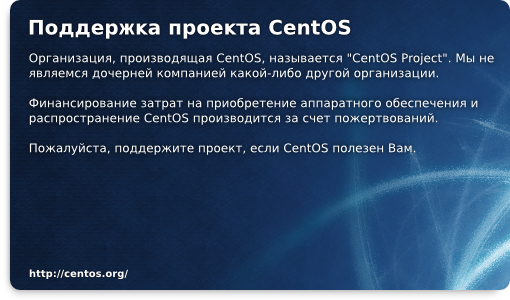 Поддержка проекта CentOS
Организация, производящая CentOS, называется "CentOS Project". Мы не
являемся дочерней компанией какой-либо другой организации.
Финансирование затрат на приобретение аппаратного обеспечения и
распространение CentOS производится за счет пожертвований.
Пожалуйста, поддержите проект, если CentOS полезен Вам.
http://centos.org/